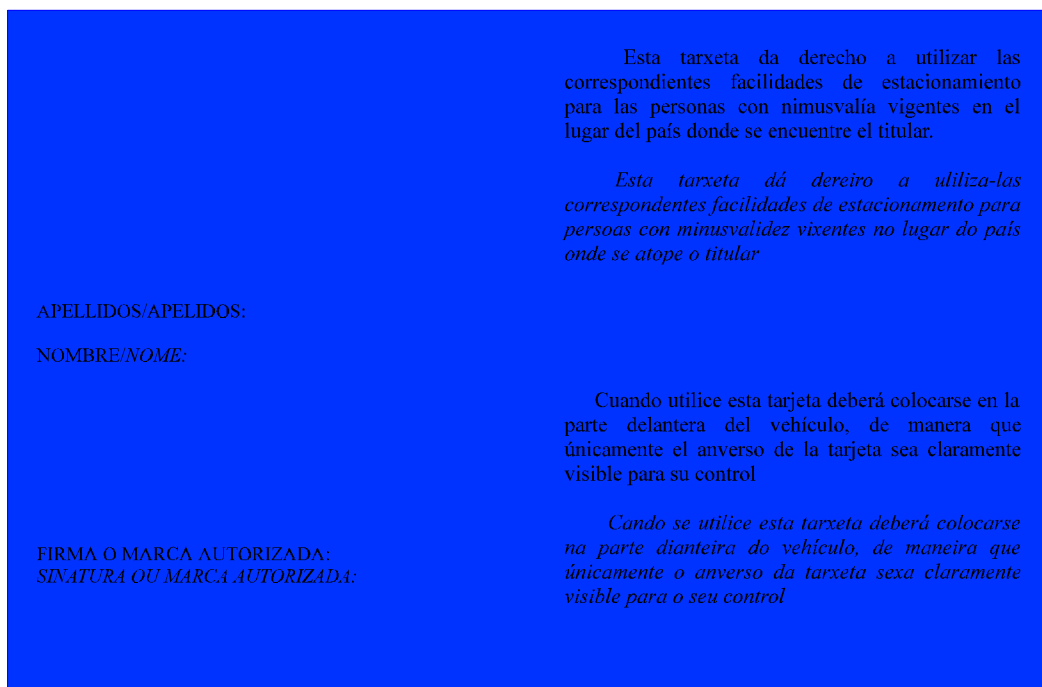 Esta tarxeta da derecho a utilizar las
correspondientes facilidades de estacionamiento
para las personas con nimusvalía vigentes en el
lugar del país donde se encuentre el titular.
Esta tarxeta dá dereiro a uliliza-las
correspondentes facilidades de estacionamento para
persoas con minusvalidez vixentes no lugar do país
onde se atope o titular
APELLIDOS/APELIDOS:
NOMBRE/NOME:
Cuando utilice esta tarjeta deberá colocarse en la
parte delantera del vehículo, de manera que
únicamente el anverso de la tarjeta sea claramente
visible para su control
FIRMA O MARCA AUTORIZADA:
SINATURA OU MARCA AUTORIZADA:
Cando se utilice esta tarxeta deberá colocarse
na parte dianteira do vehículo, de maneira que
únicamente o anverso da tarxeta sexa claramente
visible para o seu control